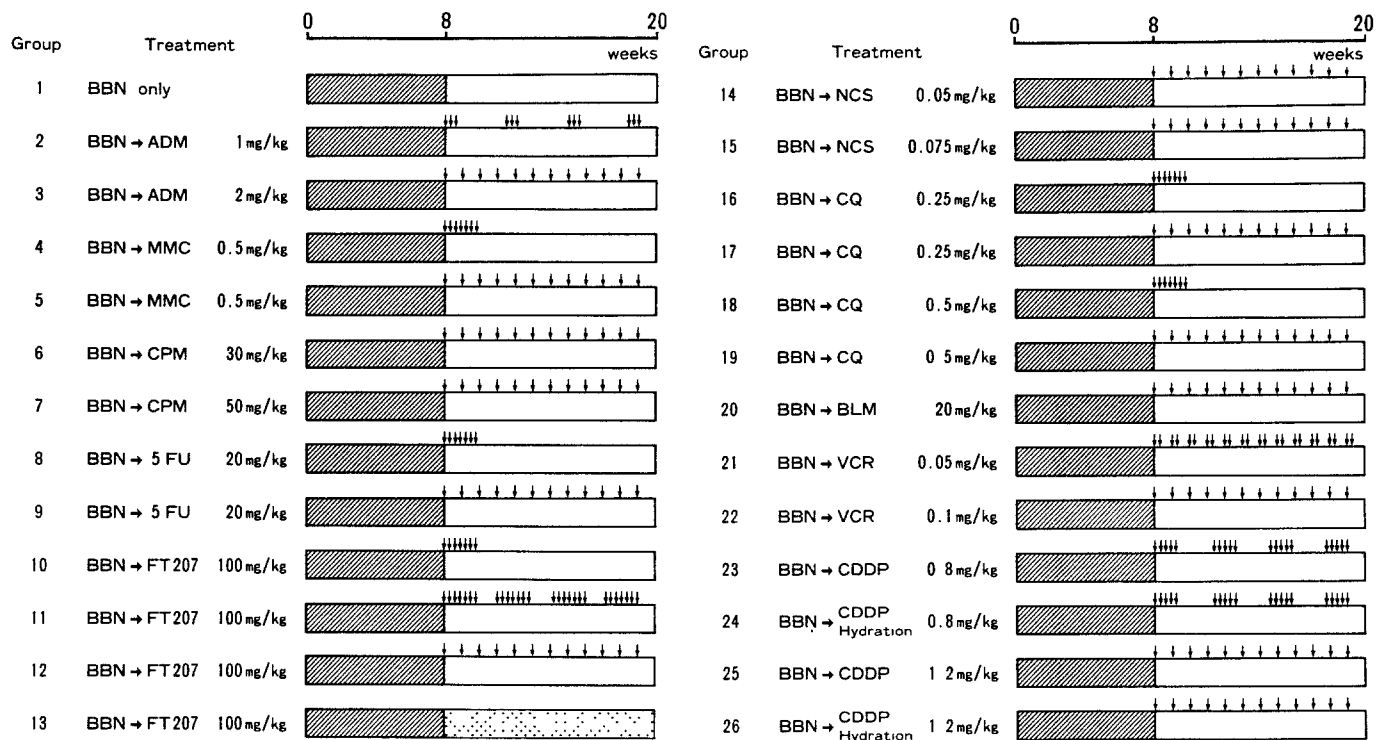 0 8 20
Group Treatment weeks
1 BBN only
2 BBN → ADM 1 mg/kg
3 BBN → ADM 2 mg/kg
4 BBN → MMC 0.5 mg/kg
5 BBN → MMC 0.5 mg/kg
6 BBN → CPM 30 mg/kg
7 BBN → CPM 50 mg/kg
8 BBN → 5 FU 20 mg/kg
9 BBN → 5 FU 20 mg/kg
10 BBN → FT 207 100 mg/kg
11 BBN → FT 207 100 mg/kg
12 BBN → FT 207 100 mg/kg
13 BBN → FT 207 100 mg/kg
0 8 20
Group Treatment weeks
14 BBN → NCS 0.05 mg/kg
15 BBN → NCS 0.075 mg/kg
16 BBN → CQ 0.25 mg/kg
17 BBN → CQ 0.25 mg/kg
18 BBN → CQ 0.5 mg/kg
19 BBN → CQ 0 5 mg/kg
20 BBN → BLM 20 mg/kg
21 BBN → VCR 0.05 mg/kg
22 BBN → VCR 0.1 mg/kg
23 BBN → CDDP 0 8 mg/kg
24 BBN → CDDP 0.8 mg/kg
Hydration
25 BBN → CDDP 1 2 mg/kg
26 BBN → CDDP 1 2 mg/kg
Hydration